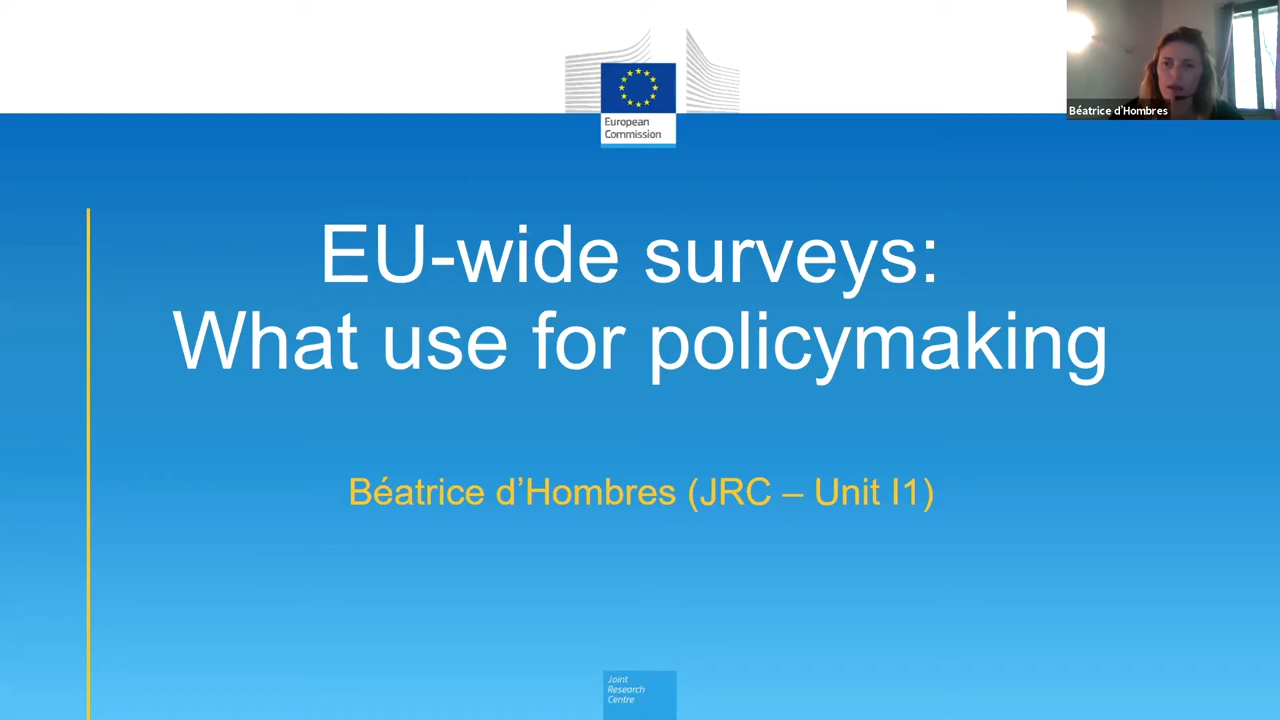 Béatrice d'Hombres
European
Commission
EU-wide surveys:
What use for policymaking
Béatrice d’Hombres (JRC – Unit I1)
Joint
Research
Centre